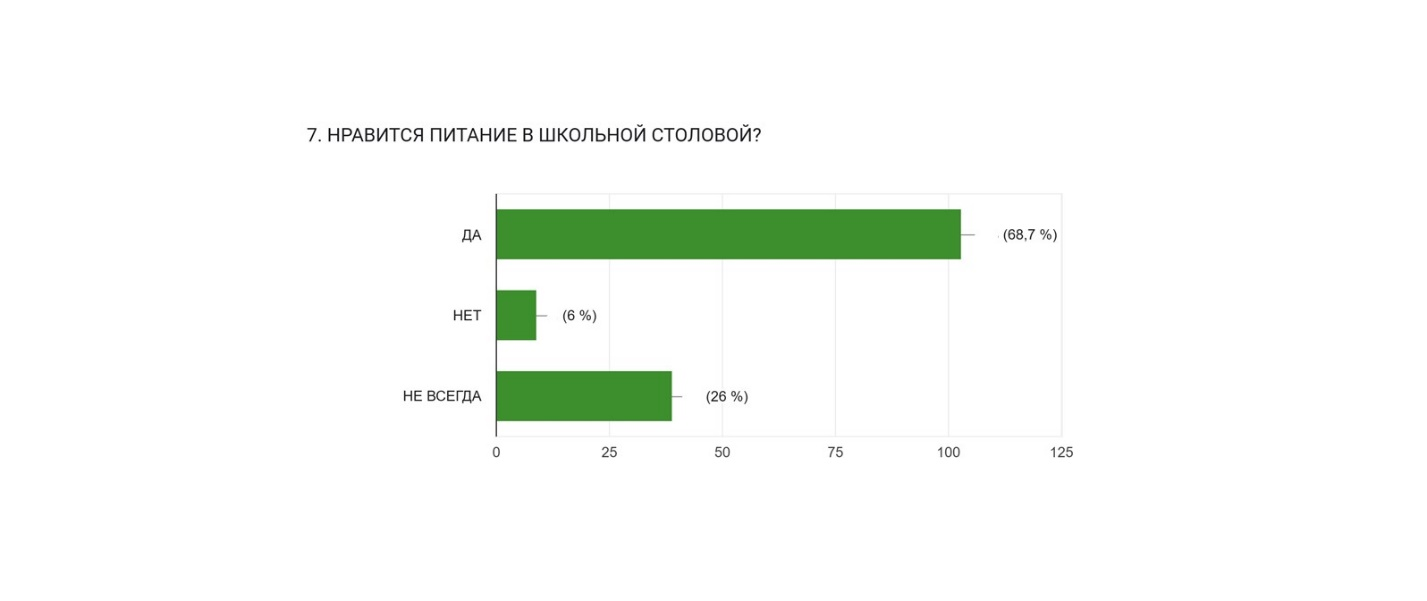 7. НРАВИТСЯ ПИТАНИЕ В ШКОЛЬНОЙ СТОЛОВОЙ?
ДА (68,7 %)
НЕТ (6 %)
НЕ ВСЕГДА (26 %)
0 25 50 75 100 125